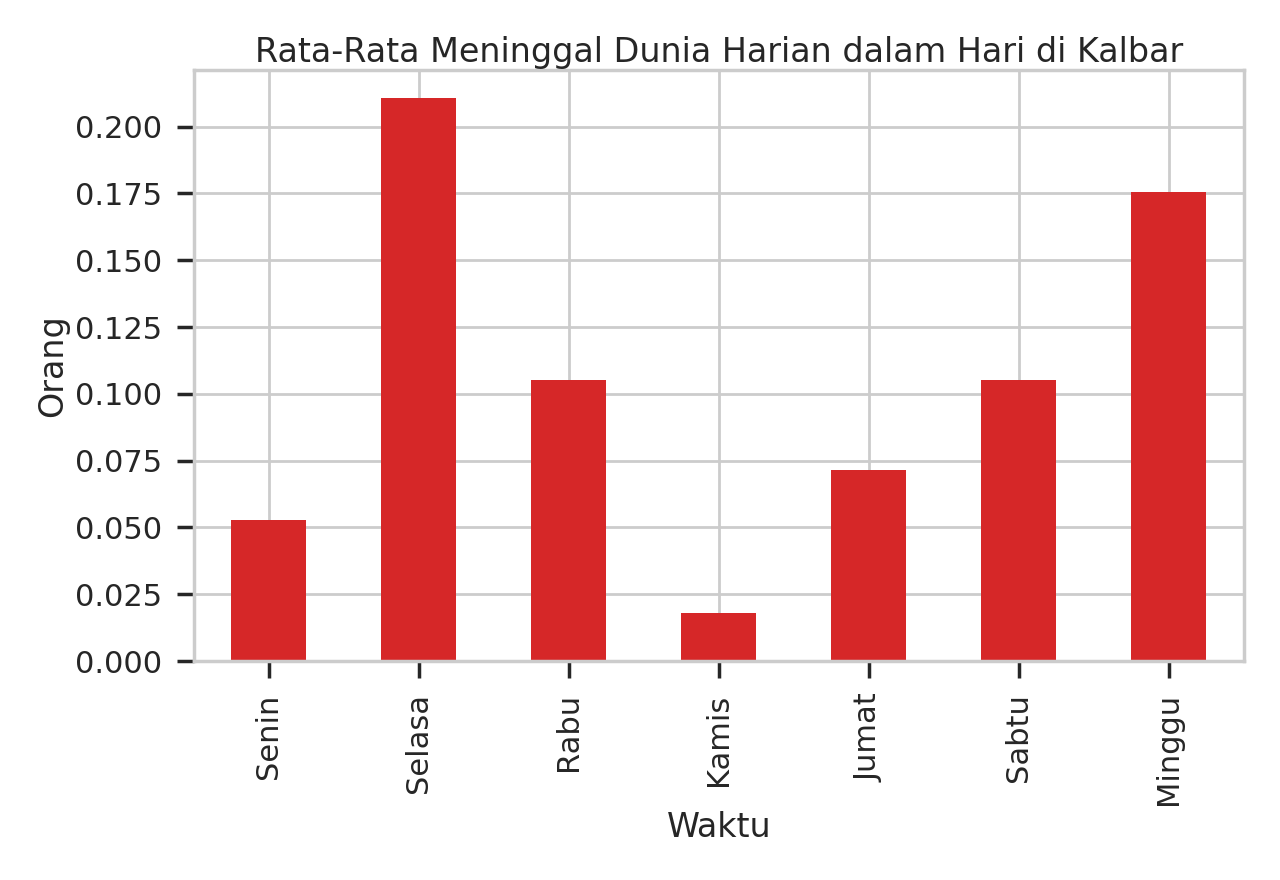 Rata-Rata Meninggal Dunia Harian dalam Hari di Kalbar
0.200
0.175
0.150
0.125
0.100
0.075
0.050
0.025
0.000
Orang
Senin
Selasa
Rabu
Kamis
Jumat
Sabtu
Minggu
Waktu